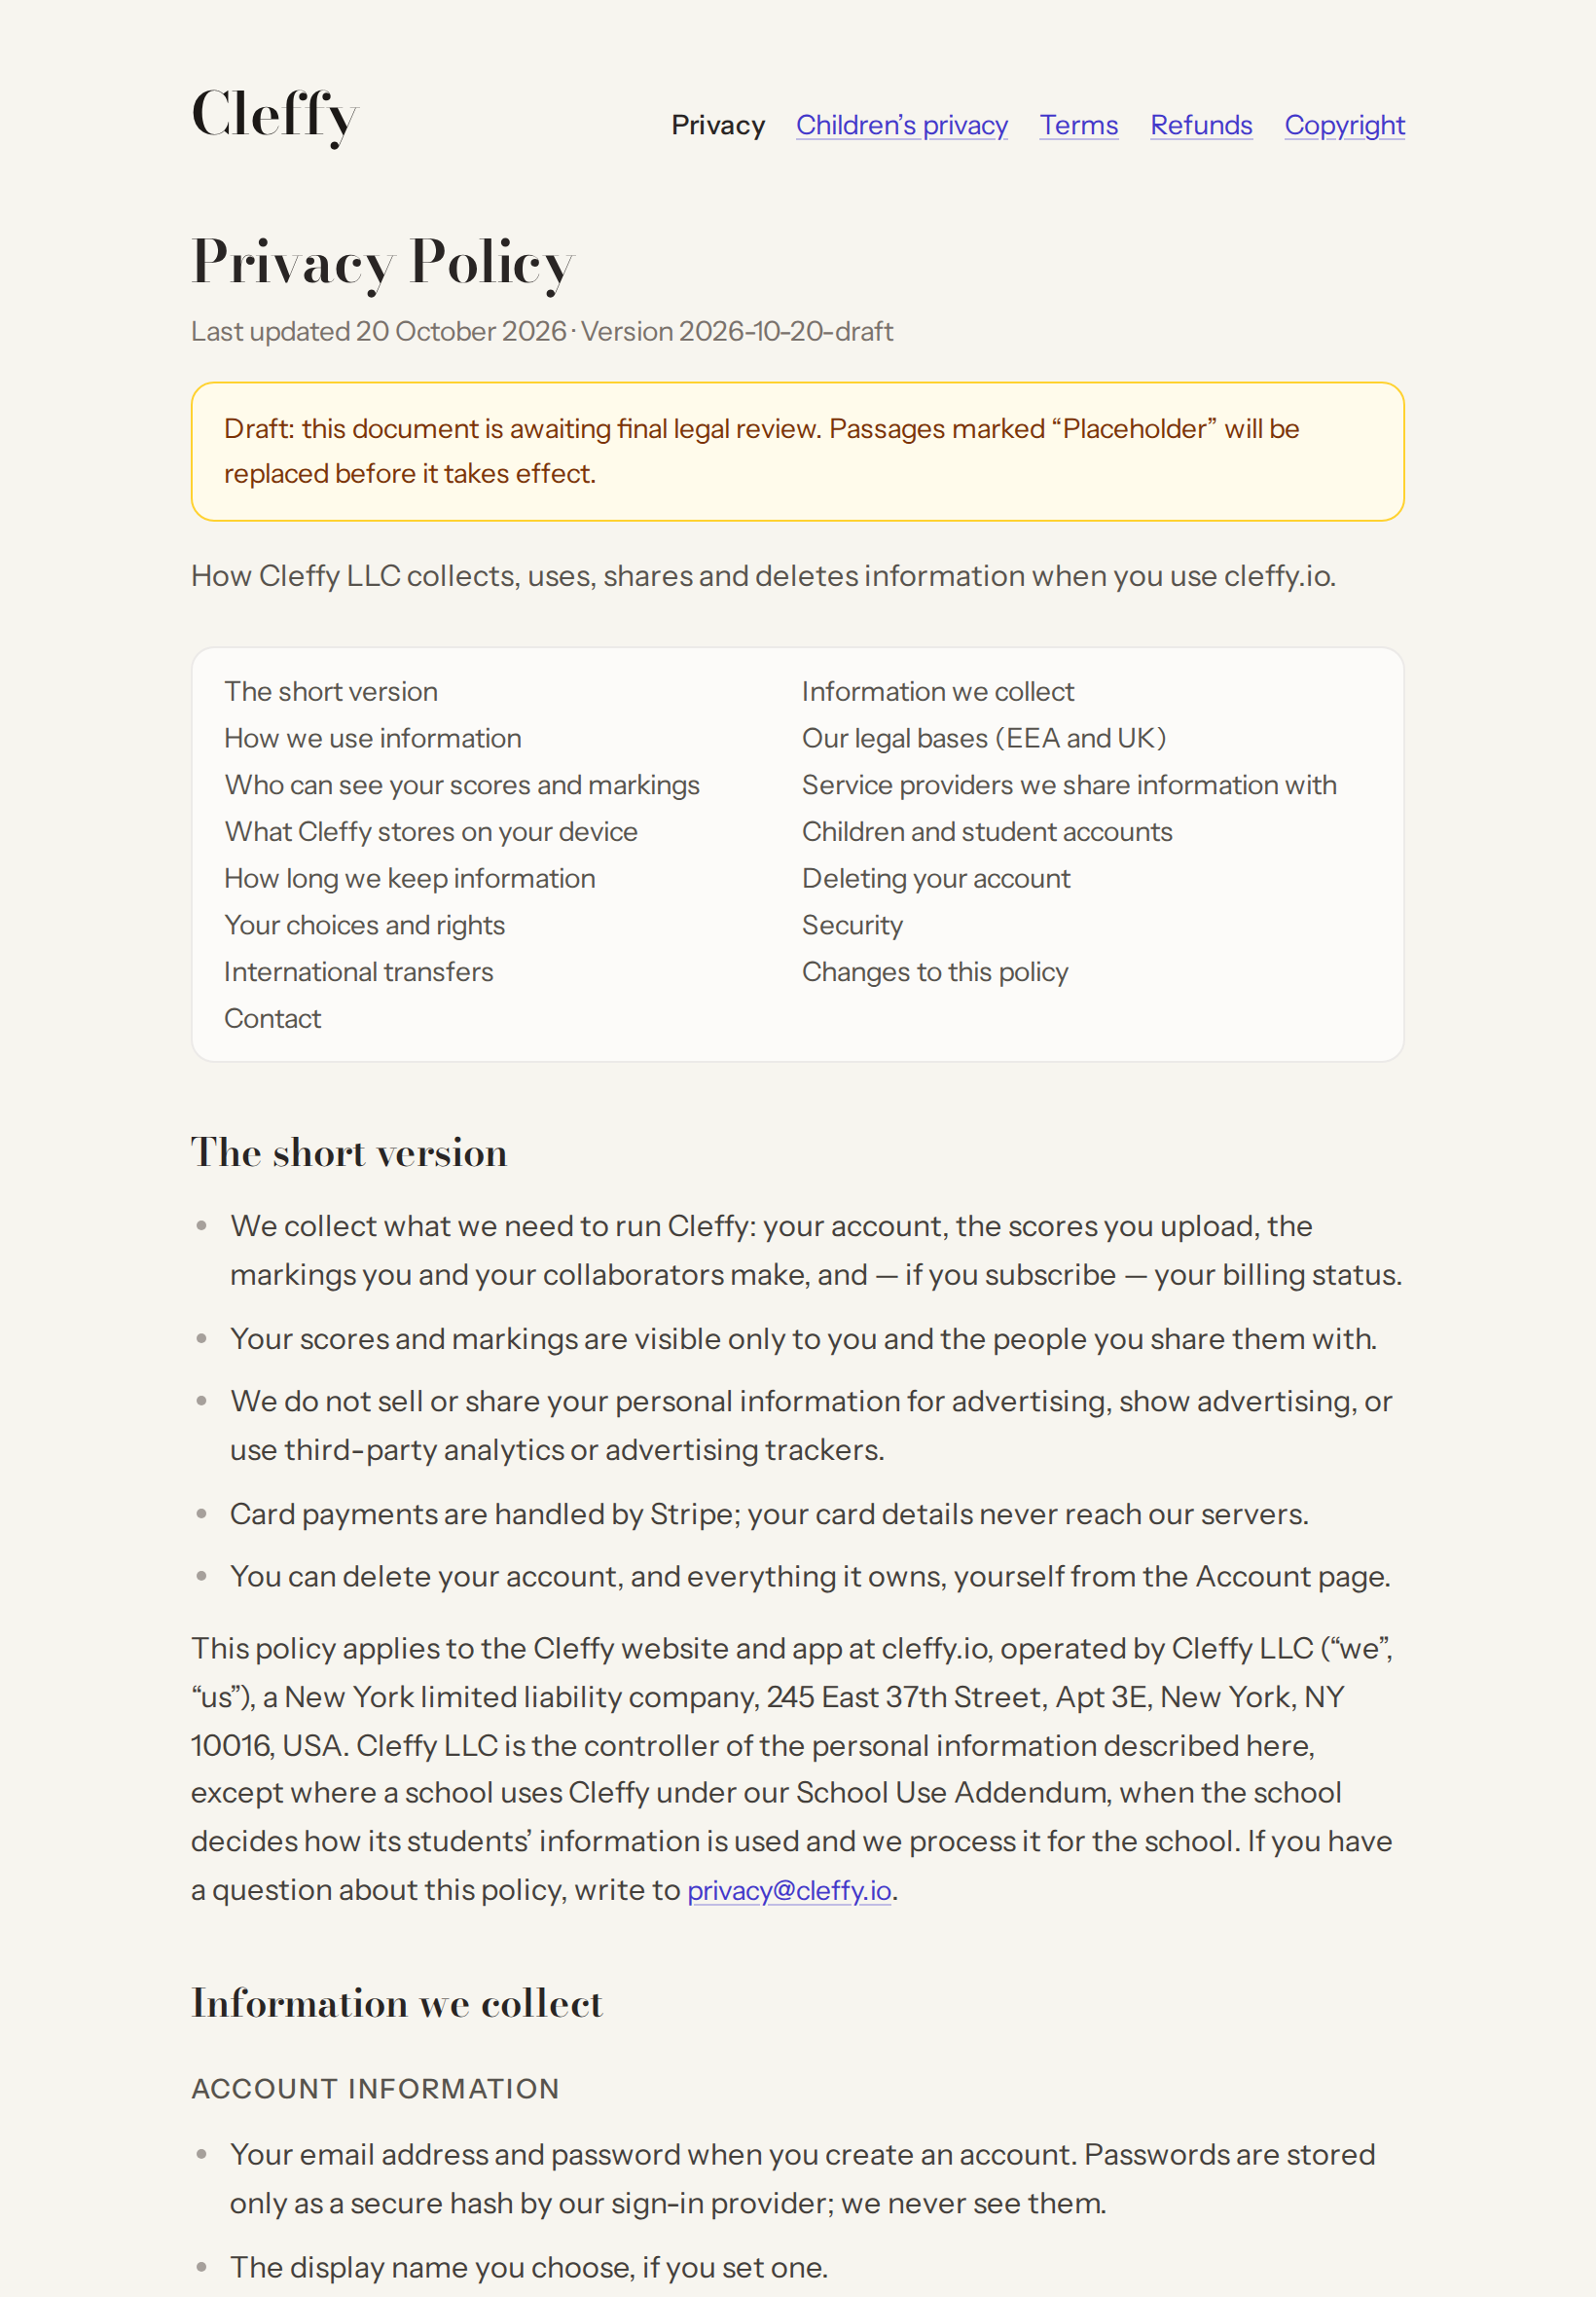 Cleffy
Privacy Children’s privacy Terms Refunds Copyright
Privacy Policy
Last updated 20 October 2026 · Version 2026-10-20-draft
Draft: this document is awaiting final legal review. Passages marked “Placeholder” will be
replaced before it takes effect.
How Cleffy LLC collects, uses, shares and deletes information when you use cleffy.io.
The short version
Information we collect
How we use information
Our legal bases (EEA and UK)
Who can see your scores and markings
Service providers we share information with
What Cleffy stores on your device
Children and student accounts
How long we keep information
Deleting your account
Your choices and rights
Security
International transfers
Changes to this policy
Contact
The short version
• We collect what we need to run Cleffy: your account, the scores you upload, the
markings you and your collaborators make, and — if you subscribe — your billing status.
• Your scores and markings are visible only to you and the people you share them with.
• We do not sell or share your personal information for advertising, show advertising, or
use third-party analytics or advertising trackers.
• Card payments are handled by Stripe; your card details never reach our servers.
• You can delete your account, and everything it owns, yourself from the Account page.
This policy applies to the Cleffy website and app at cleffy.io, operated by Cleffy LLC (“we”,
“us”), a New York limited liability company, 245 East 37th Street, Apt 3E, New York, NY
10016, USA. Cleffy LLC is the controller of the personal information described here,
except where a school uses Cleffy under our School Use Addendum, when the school
decides how its students’ information is used and we process it for the school. If you have
a question about this policy, write to privacy@cleffy.io.
Information we collect
ACCOUNT INFORMATION
• Your email address and password when you create an account. Passwords are stored
only as a secure hash by our sign-in provider; we never see them.
• The display name you choose, if you set one.